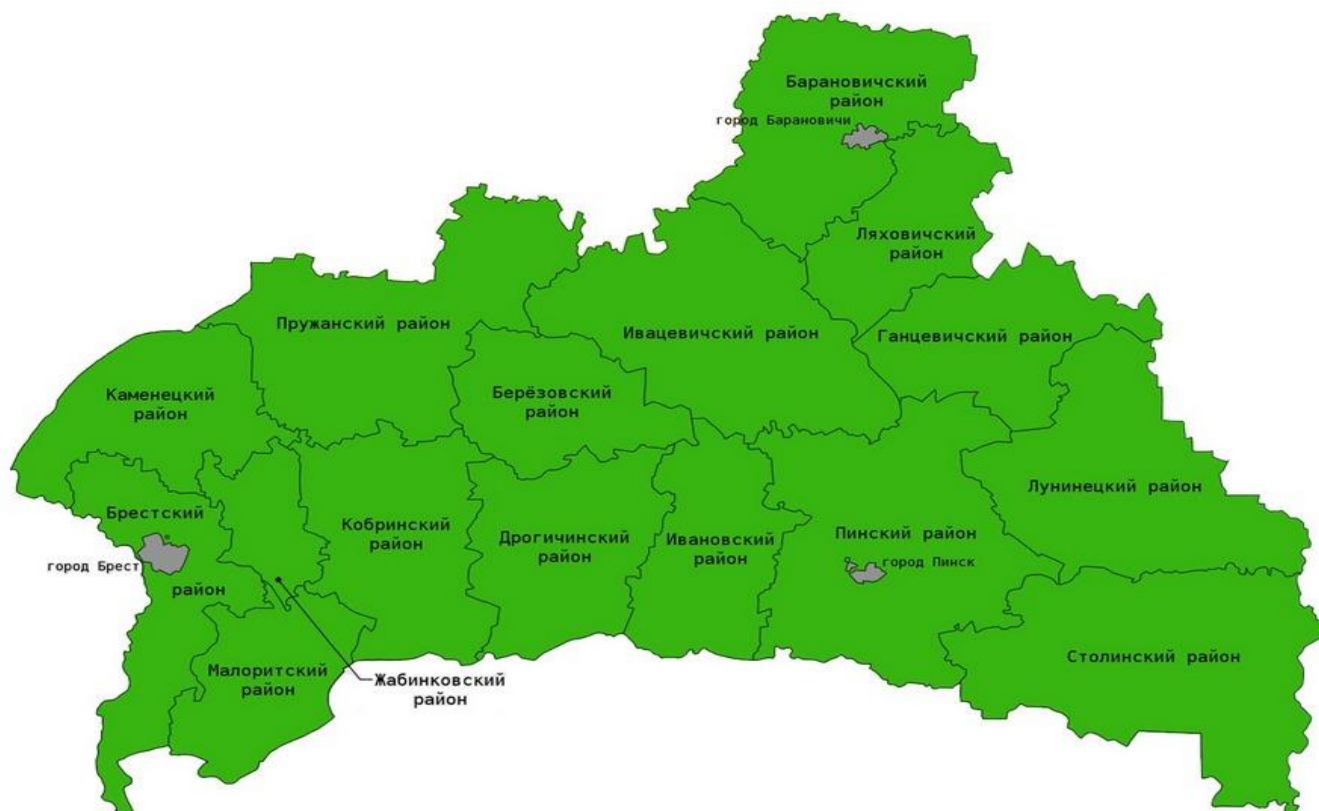 Барановичский
район
город Барановичи
Ляховичский
район
Пружанский район
Ивацевичский район
Ганцевичский район
Каменецкий
район
Берёзовский
район
Лунинецкий район
Брестский
район
город Брест
Кобринский
район
Дрогичинский
район
Ивановский
район
Пинский район
город Пинск
Малоритский
район
Жабинковский
район
Столинский район